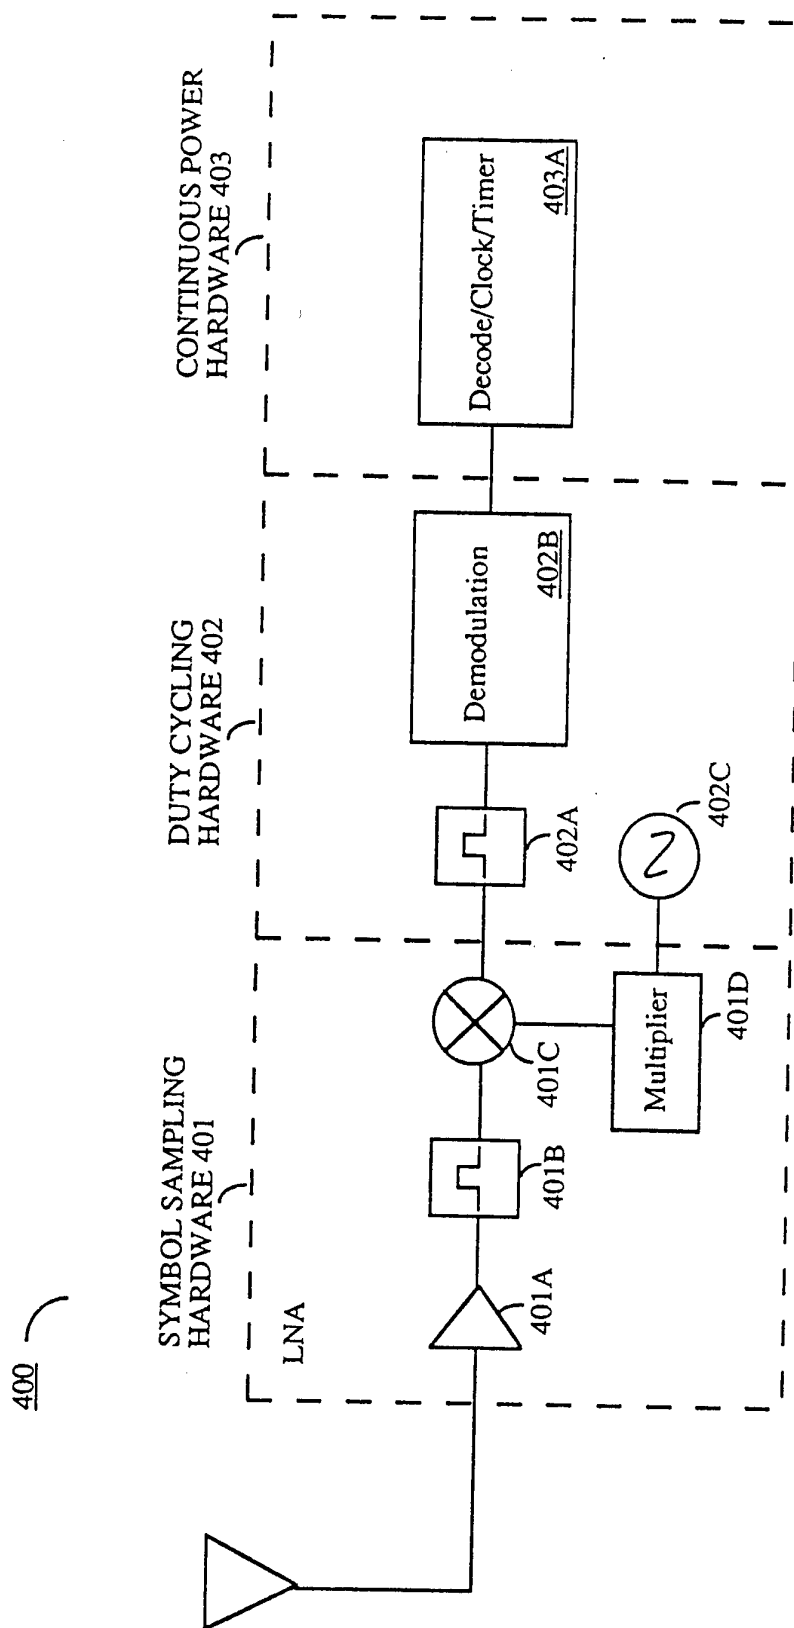 400
SYMBOL SAMPLING
HARDWARE 401
DUTY CYCLING
HARDWARE 402
CONTINUOUS POWER
HARDWARE 403
LNA
401A
401B
401C
Multiplier
401D
402A
402C
Demodulation
402B
Decode/Clock/Timer
403A